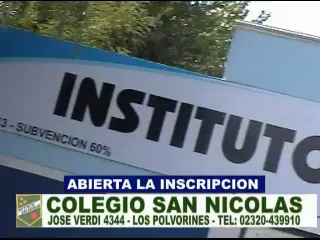 INSTITUTO
3 - SUBVENCION 60%
ABIERTA LA INSCRIPCION
COLEGIO SAN NICOLAS
JOSE VERDI 4344 - LOS POLVORINES - TEL: 02320-439910